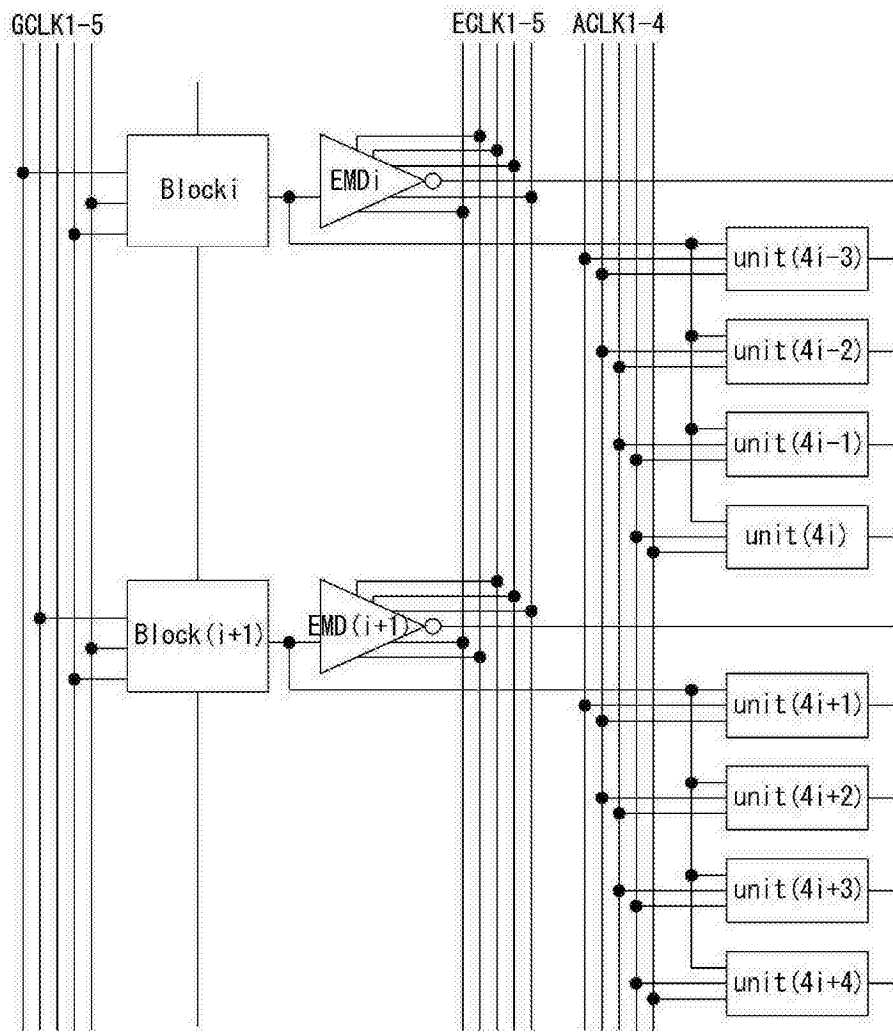 GCLK1-5
ECLK1-5
ACLK1-4
Blocki
EMDi
unit(4i-3)
unit(4i-2)
unit(4i-1)
unit(4i)
Block(i+1)
EMD(i+1)
unit(4i+1)
unit(4i+2)
unit(4i+3)
unit(4i+4)